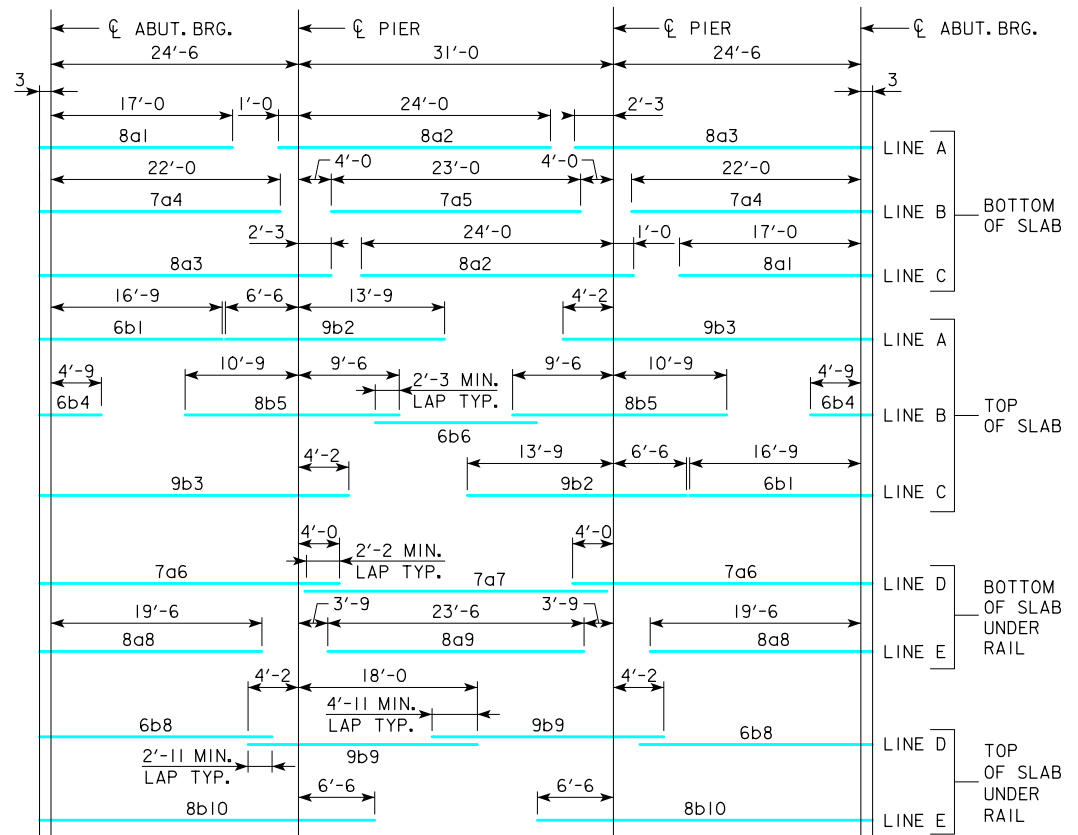 ℄ ABUT. BRG. ℄ PIER ℄ PIER ℄ ABUT. BRG.
24'-6 31'-0 24'-6
3 3
17'-0 1'-0 24'-0 2'-3
8a1 8a2 8a3 LINE A
4'-0 4'-0
22'-0 23'-0 22'-0
7a4 7a5 7a4 LINE B
BOTTOM
OF SLAB
2'-3 24'-0 1'-0 17'-0
8a3 8a2 8a1 LINE C
16'-9 6'-6 13'-9 4'-2
6b1 9b2 9b3 LINE A
4'-9 10'-9 9'-6 2'-3 MIN. 9'-6 10'-9 4'-9
LAP TYP.
6b4 8b5 8b5 6b4 LINE B
6b6
TOP
OF SLAB
4'-2 13'-9 6'-6 16'-9
9b3 9b2 6b1 LINE C
4'-0 4'-0
2'-2 MIN.
LAP TYP.
7a6 7a7 7a6 LINE D
3'-9 3'-9
19'-6 23'-6 19'-6
8a8 8a9 8a8 LINE E
BOTTOM
OF SLAB
UNDER
RAIL
4'-2 18'-0 4'-2
4'-11 MIN.
LAP TYP.
6b8 9b9 LINE D
9b9 6b8
2'-11 MIN.
LAP TYP.
6'-6 6'-6
8b10 8b10 LINE E
TOP
OF SLAB
UNDER
RAIL